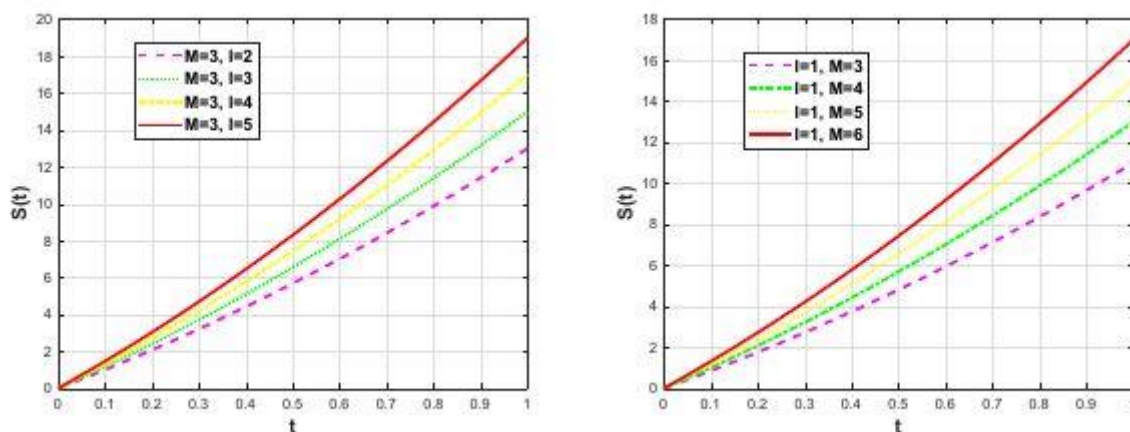 20
18
16
14
12
10
8
6
4
2
0
S(t)
M=3, I=2
M=3, I=3
M=3, I=4
M=3, I=5
0 0.1 0.2 0.3 0.4 0.5 0.6 0.7 0.8 0.9 1
t
18
16
14
12
10
8
6
4
2
0
S(t)
I=1, M=3
I=1, M=4
I=1, M=5
I=1, M=6
0 0.1 0.2 0.3 0.4 0.5 0.6 0.7 0.8 0.9
t